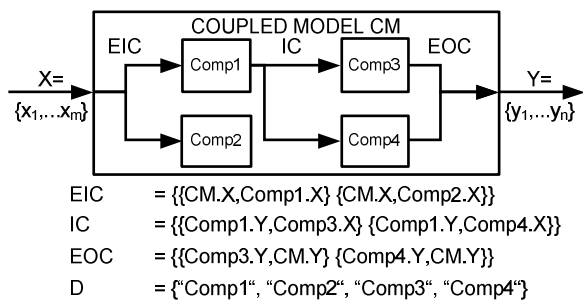 COUPLED MODEL CM
EIC IC EOC
X= Comp1 Comp3 Y=
{x1,...xm} Comp2 Comp4 {y1,...yn}
EIC = {{CM.X,Comp1.X} {CM.X,Comp2.X}}
IC = {{Comp1.Y,Comp3.X} {Comp1.Y,Comp4.X}}
EOC = {{Comp3.Y,CM.Y} {Comp4.Y,CM.Y}}
D = {“Comp1“, “Comp2“, “Comp3“, “Comp4“}